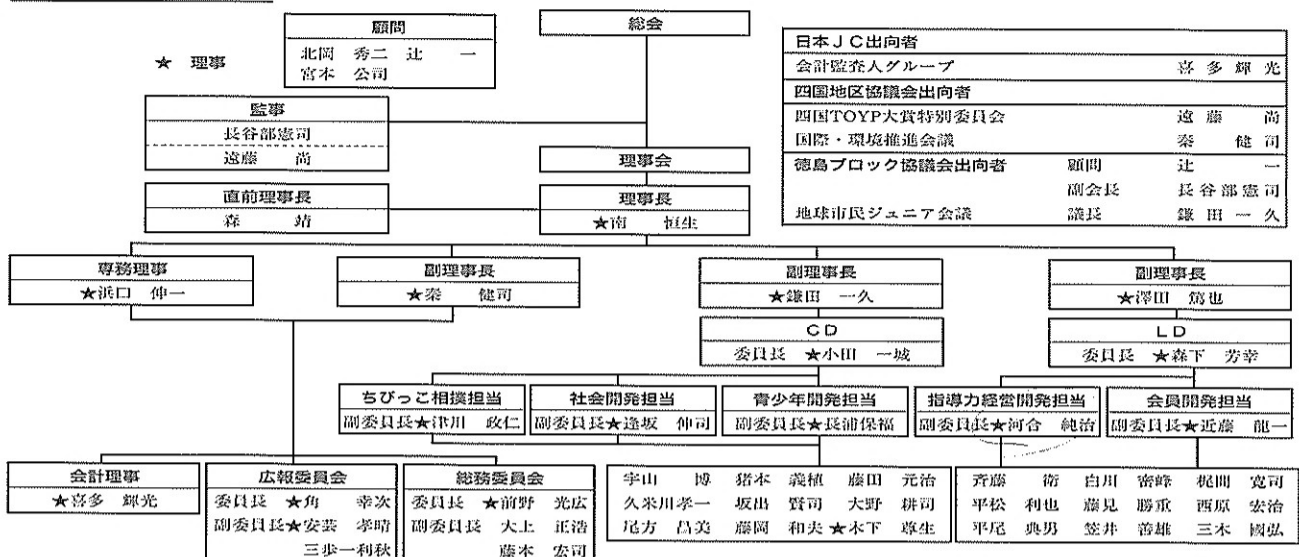 ★ 理事
顧問
北岡 秀二 辻 一
宮本 公司
総会
日本JC出向者
会計監査人グループ 喜多輝光
四国地区協議会出向者
四国TOYP大賞特別委員会 遠藤 尚
国際・環境推進会議 秦 健司
徳島ブロック協議会出向者 顧問 辻 一
副会長 長谷部憲司
地球市民ジュニア会議 議長 鎌田一久
監事
長谷部憲司
遠藤 尚
理事会
直前理事長
森 靖
理事長
★南 恒生
専務理事
★浜口 伸一
副理事長
★秦 健司
副理事長
★鎌田 一久
副理事長
★澤田 篤也
CD
委員長 ★小田 一城
LD
委員長 ★森下 芳幸
ちびっこ相撲担当
副委員長★津川 政仁
社会開発担当
副委員長★逢坂 伸司
青少年開発担当
副委員長★長浦保福
指導力経営開発担当
副委員長★河合 純治
会員開発担当
副委員長★近藤 龍一
会計理事
★喜多 輝光
広報委員会
委員長 ★角 幸次
副委員長★安芸 孝晴
三歩一利秋
総務委員会
委員長 ★前野 光広
副委員長 大上 正浩
藤本 宏司
宇山 博 猪本 義植 藤田 元治
久米川孝一 坂出 賢司 大野 耕司
尾方 昌美 藤岡 和夫 ★木下 尊生
斉藤 衛 白川 密峰 梶間 寛司
平松 利也 藤見 勝重 西原 宏治
平尾 典男 笠井 善雄 三木 國弘